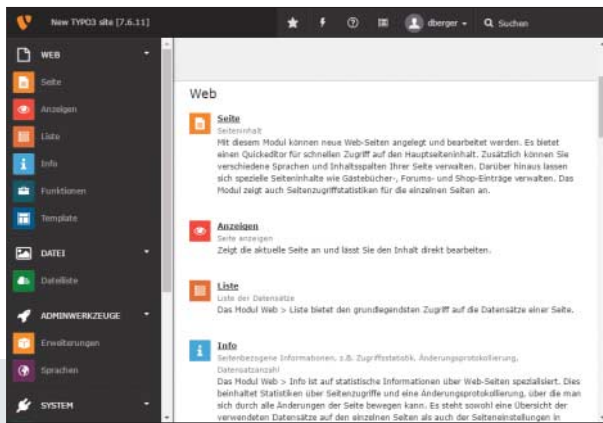 New TYPO3 site [7.6.11]
dberger
Suchen
WEB
Seite
Anzeigen
Liste
Info
Funktionen
Template
DATEI
Dateiliste
ADMINWERKZEUGE
Erweiterungen
Sprachen
SYSTEM
Web
Seite
Seiteninhalt
Mit diesem Modul können neue Web-Seiten angelegt und bearbeitet werden. Es bietet
einen Quickeditor für schnellen Zugriff auf den Hauptseiteninhalt. Zusätzlich können Sie
verschiedene Sprachen und Inhaltsspalten Ihrer Seite verwalten. Darüber hinaus lassen
sich spezielle Seiteninhalte wie Gästebücher-, Forums- und Shop-Einträge verwalten. Das
Modul zeigt auch Seitenzugriffstatistiken für die einzelnen Seiten an.
Anzeigen
Seite anzeigen
Zeigt die aktuelle Seite an und lässt Sie den Inhalt direkt bearbeiten.
Liste
Liste der Datensätze
Das Modul Web > Liste bietet den grundlegendsten Zugriff auf die Datensätze einer Seite.
Info
Seitenbezogene Informationen, z.B. Zugriffsstatistik, Änderungsprotokollierung,
Datensatzanzahl
Das Modul Web > Info ist auf statistische Informationen über Web-Seiten spezialisiert. Dies
beinhaltet Statistiken über Seitenzugriffe und eine Änderungsprotokollierung, über die man
sich durch alle Änderungen der Seite bewegen kann. Es steht sowohl eine Übersicht der
verwendeten Datensätze auf den einzelnen Seiten als auch der Seiteneinstellungen in